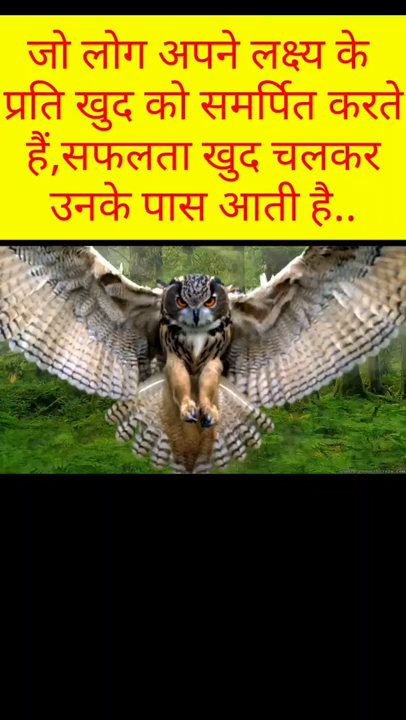 जो लोग अपने लक्ष्य के
प्रति खुद को समर्पित करते
हैं,सफलता खुद चलकर
उनके पास आती है..